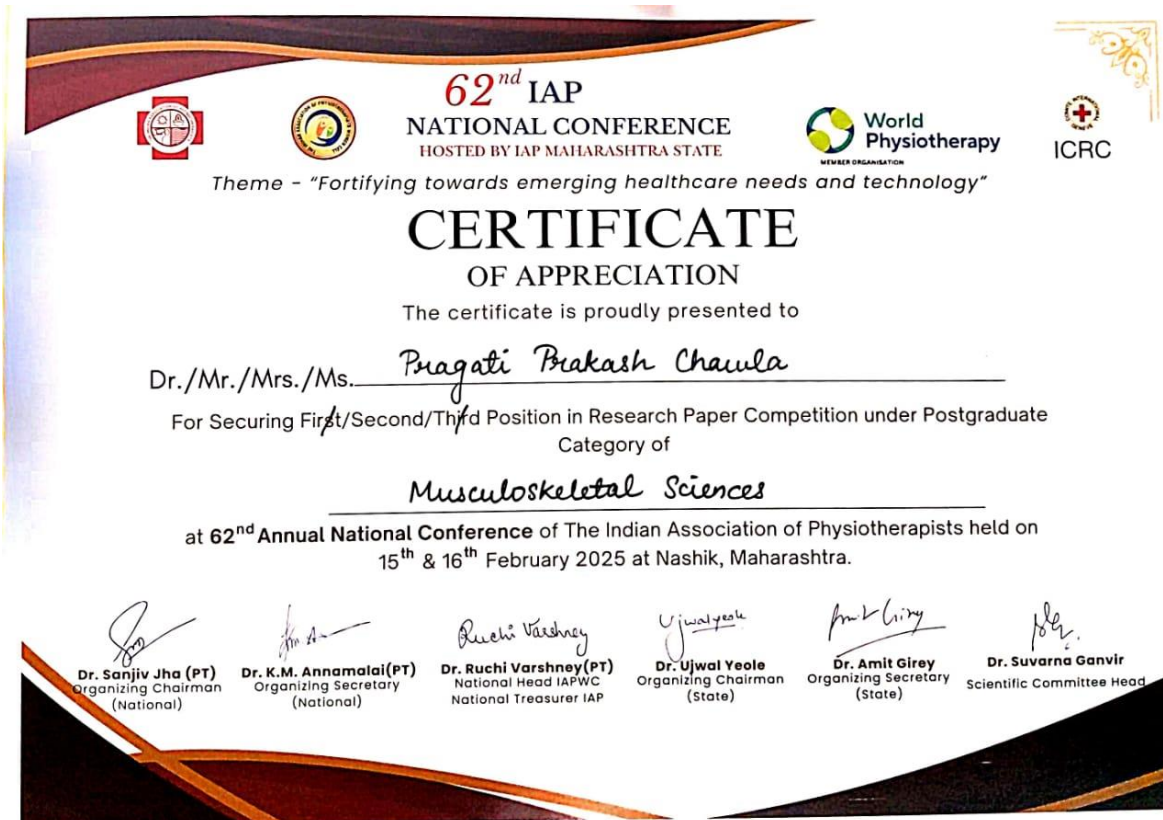 62nd IAP
NATIONAL CONFERENCE
HOSTED BY IAP MAHARASHTRA STATE
World
Physiotherapy
MEMBER ORGANISATION
ICRC
Theme - "Fortifying towards emerging healthcare needs and technology"
CERTIFICATE
OF APPRECIATION
The certificate is proudly presented to
Dr./Mr./Mrs./Ms. Pragati Prakash Chawla
For Securing First/Second/Third Position in Research Paper Competition under Postgraduate
Category of
Musculoskeletal Sciences
at 62nd Annual National Conference of The Indian Association of Physiotherapists held on
15th & 16th February 2025 at Nashik, Maharashtra.
Ruchi Varshney
Ujwalyeole
Amit Girey
Dr. Sanjiv Jha (PT)
Organizing Chairman
(National)
Dr. K.M. Annamalai(PT)
Organizing Secretary
(National)
Dr. Ruchi Varshney(PT)
National Head IAPWC
National Treasurer IAP
Dr. Ujwal Yeole
Organizing Chairman
(State)
Dr. Amit Girey
Organizing Secretary
(State)
Dr. Suvarna Ganvir
Scientific Committee Head